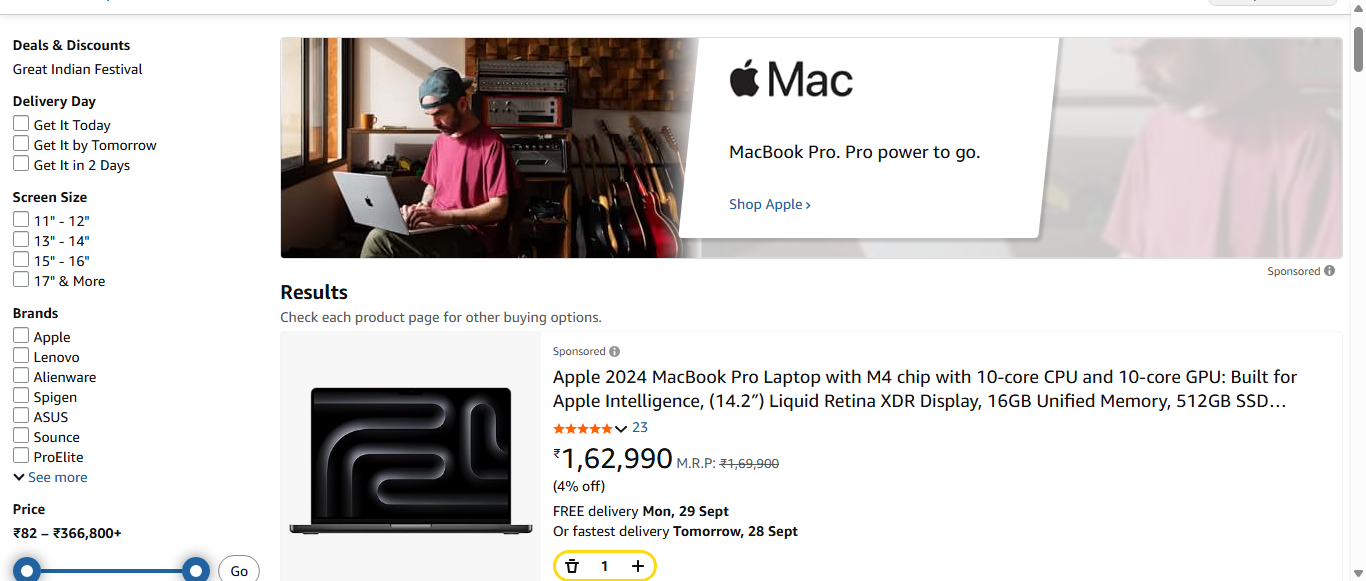 Deals & Discounts
Great Indian Festival
Delivery Day
Get It Today
Get It by Tomorrow
Get It in 2 Days
Screen Size
11" - 12"
13" - 14"
15" - 16"
17" & More
Brands
Apple
Lenovo
Alienware
Spigen
ASUS
Sounce
ProElite
See more
Price
₹82 – ₹366,800+
Go
Mac
MacBook Pro. Pro power to go.
Shop Apple ›
Sponsored
Results
Check each product page for other buying options.
Sponsored
Apple 2024 MacBook Pro Laptop with M4 chip with 10-core CPU and 10-core GPU: Built for
Apple Intelligence, (14.2″) Liquid Retina XDR Display, 16GB Unified Memory, 512GB SSD…
23
₹1,62,990 M.R.P: ₹1,69,900
(4% off)
FREE delivery Mon, 29 Sept
Or fastest delivery Tomorrow, 28 Sept
1